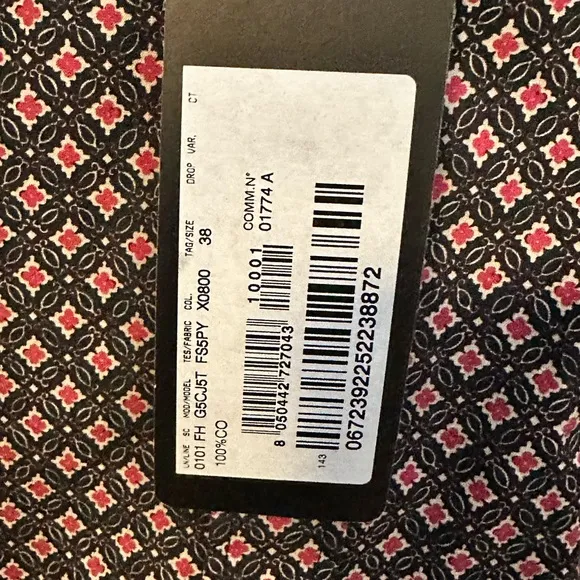 LN/LINE SC MOD/MODEL TES/FABRIC COL. TAG/SIZE DROP VAR. CT
0101 FH G5CJ5T FS5PY X0800 38
100%CO
COMM.N°
10001 01774 A
8 050442 727043
143
0672392252238872